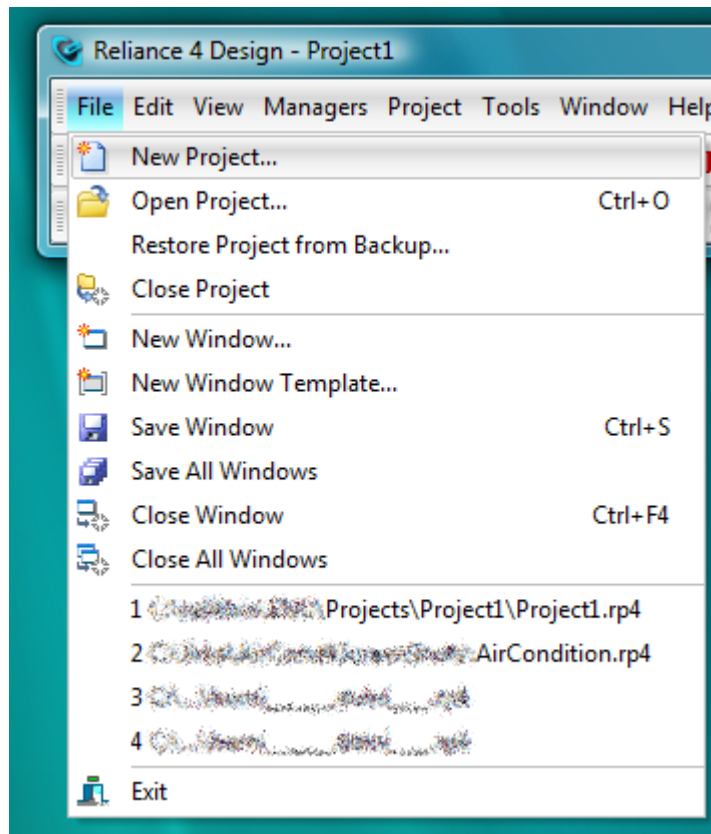 Reliance 4 Design - Project1
File Edit View Managers Project Tools Window Help
New Project...
Open Project... Ctrl+O
Restore Project from Backup...
Close Project
New Window...
New Window Template...
Save Window Ctrl+S
Save All Windows
Close Window Ctrl+F4
Close All Windows
1 \Projects\Project1\Project1.rp4
2 AirCondition.rp4
3
4
Exit